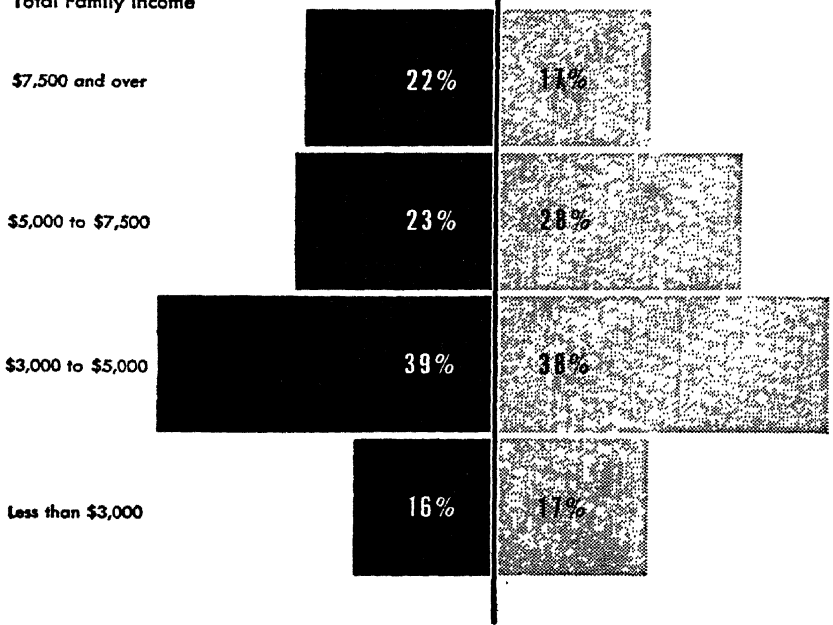 Total Family Income
$7,500 and over 22% 17%
$5,000 to $7,500 23% 28%
$3,000 to $5,000 39% 38%
Less than $3,000 16% 17%